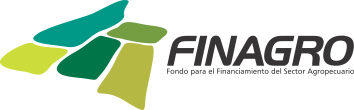 FINAGRO
Fondo para el Financiamiento del Sector Agropecuario